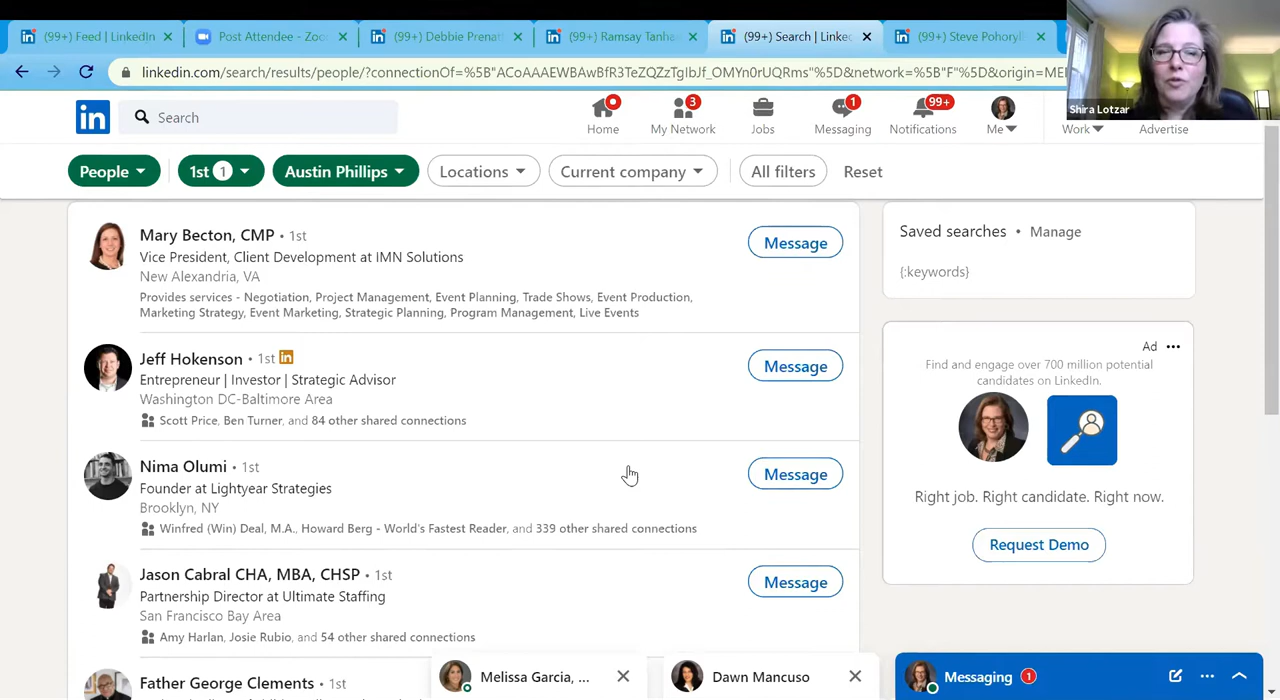 (99+) Feed | LinkedIn
Post Attendee - Zoo
(99+) Debbie Prenat
(99+) Ramsay Tanha
(99+) Search | Linked
(99+) Steve Pohoryl
linkedin.com/search/results/people/?connectionOf=%5B"ACoAAAEWBAwBfR3TeZQZzTglbJf_OMYn0rUQRms"%5D&network=%5B"F"%5D&origin=ME
Shira Lotzar
in
Search
Home
3
My Network
Jobs
1
Messaging
99+
Notifications
Me
Work
Advertise
People
1st 1
Austin Phillips
Locations
Current company
All filters
Reset
Mary Becton, CMP • 1st
Vice President, Client Development at IMN Solutions
New Alexandria, VA
Provides services - Negotiation, Project Management, Event Planning, Trade Shows, Event Production,
Marketing Strategy, Event Marketing, Strategic Planning, Program Management, Live Events
Message
Jeff Hokenson • 1st in
Entrepreneur | Investor | Strategic Advisor
Washington DC-Baltimore Area
Scott Price, Ben Turner, and 84 other shared connections
Message
Nima Olumi • 1st
Founder at Lightyear Strategies
Brooklyn, NY
Winfred (Win) Deal, M.A., Howard Berg - World's Fastest Reader, and 339 other shared connections
Message
Jason Cabral CHA, MBA, CHSP • 1st
Partnership Director at Ultimate Staffing
San Francisco Bay Area
Amy Harlan, Josie Rubio, and 54 other shared connections
Message
Father George Clements • 1st
Saved searches • Manage
{:keywords}
Ad •••
Find and engage over 700 million potential
candidates on LinkedIn.
Right job. Right candidate. Right now.
Request Demo
Melissa Garcia, ...
Dawn Mancuso
Messaging 1